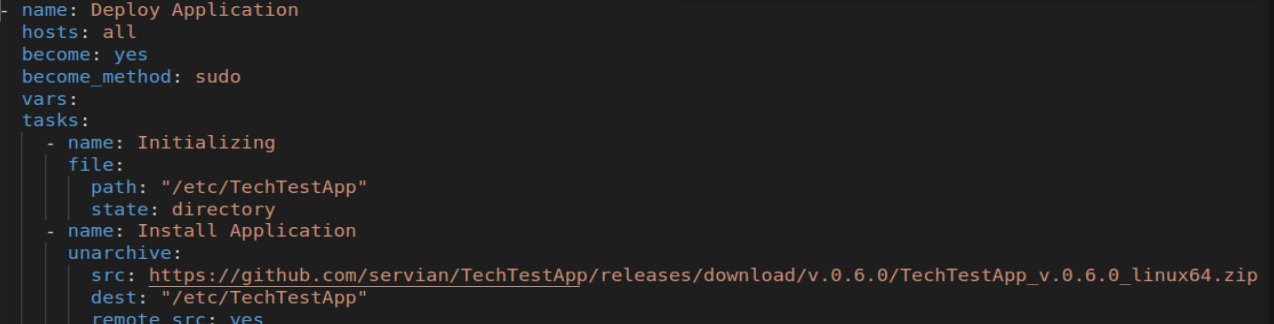 - name: Deploy Application
  hosts: all
  become: yes
  become_method: sudo
  vars:
  tasks:
    - name: Initializing
      file:
        path: "/etc/TechTestApp"
        state: directory
    - name: Install Application
      unarchive:
        src: https://github.com/servian/TechTestApp/releases/download/v.0.6.0/TechTestApp_v.0.6.0_linux64.zip
        dest: "/etc/TechTestApp"
        remote_src: yes